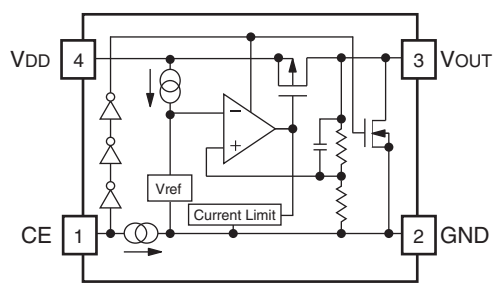 VDD 4
3 VOUT
−
+
Vref
Current Limit
CE 1
2 GND